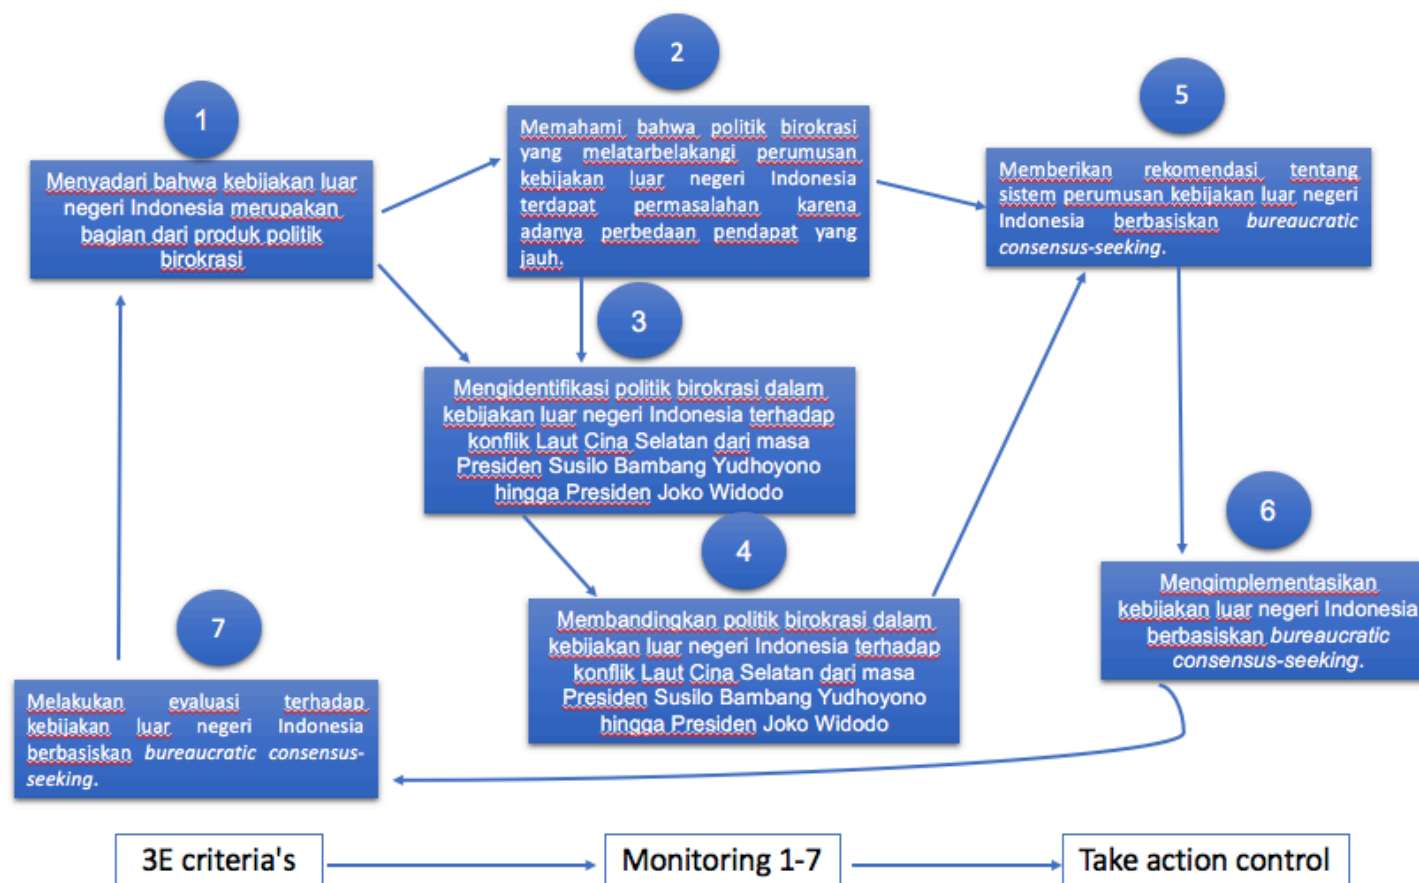 1
Menyadari bahwa kebijakan luar
negeri Indonesia merupakan
bagian dari produk politik
birokrasi
2
Memahami bahwa politik birokrasi
yang melatarbelakangi perumusan
kebijakan luar negeri Indonesia
terdapat permasalahan karena
adanya perbedaan pendapat yang
jauh.
3
Mengidentifikasi politik birokrasi dalam
kebijakan luar negeri Indonesia terhadap
konflik Laut Cina Selatan dari masa
Presiden Susilo Bambang Yudhoyono
hingga Presiden Joko Widodo
4
Membandingkan politik birokrasi dalam
kebijakan luar negeri Indonesia terhadap
konflik Laut Cina Selatan dari masa
Presiden Susilo Bambang Yudhoyono
hingga Presiden Joko Widodo
5
Memberikan rekomendasi tentang
sistem perumusan kebijakan luar negeri
Indonesia berbasiskan bureaucratic
consensus-seeking.
6
Mengimplementasikan
kebijakan luar negeri Indonesia
berbasiskan bureaucratic
consensus-seeking.
7
Melakukan evaluasi terhadap
kebijakan luar negeri Indonesia
berbasiskan bureaucratic consensus-
seeking.
3E criteria's
Monitoring 1-7
Take action control